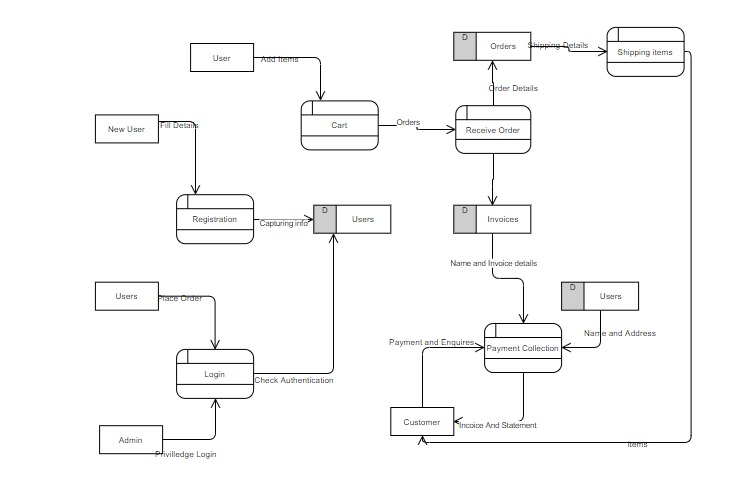 D
Orders
Shipping Details
Shipping items
User
Add Items
Order Details
Cart
Orders
Receive Order
New User
Fill Details
Registration
Capturing info
D
Users
D
Invoices
Name and Invoice details
Users
Place Order
D
Users
Name and Address
Payment and Enquires
Payment Collection
Login
Check Authentication
Customer
Incoice And Statement
Admin
Privilledge Login
Items